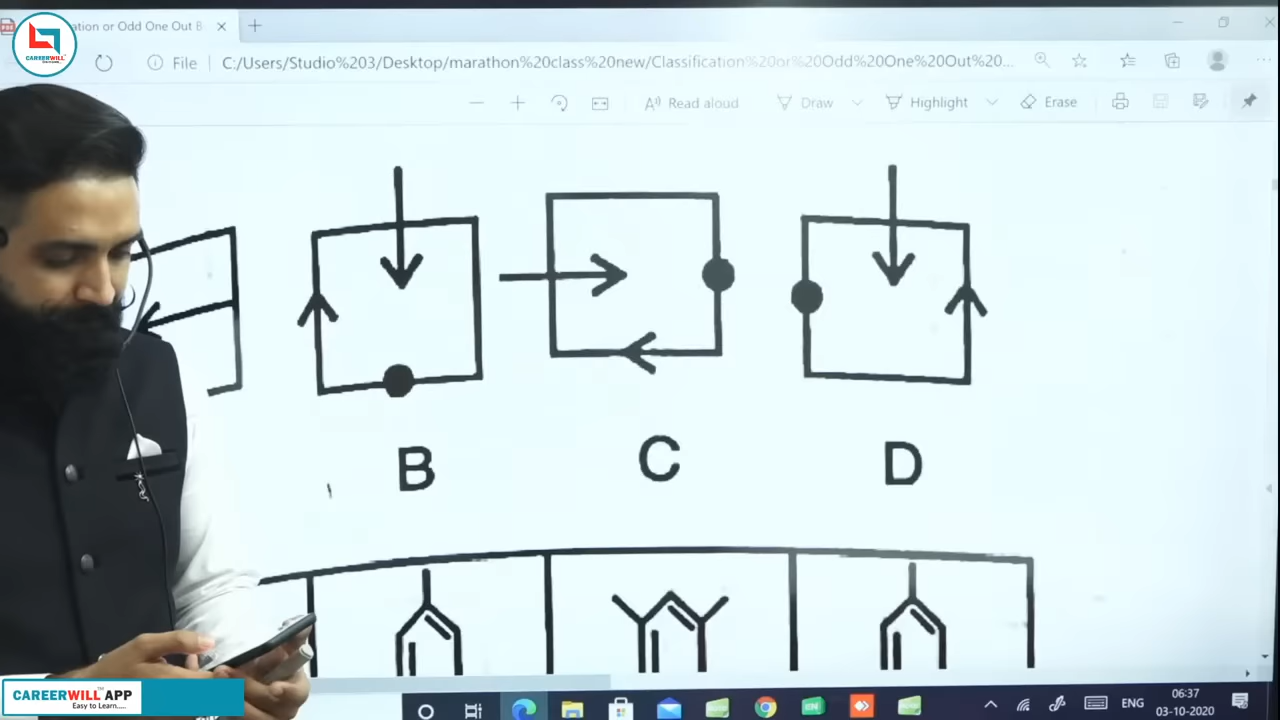 ation or Odd One Out B
CAREERWILL
File
C:/Users/Studio%203/Desktop/marathon%20class%20new/Classification%20or%20Odd%20One%20Out%20...
Read aloud
Draw
Highlight
Erase
B
C
D
CAREERWILL APP
Easy to Learn.....
ENG
06:37
03-10-2020